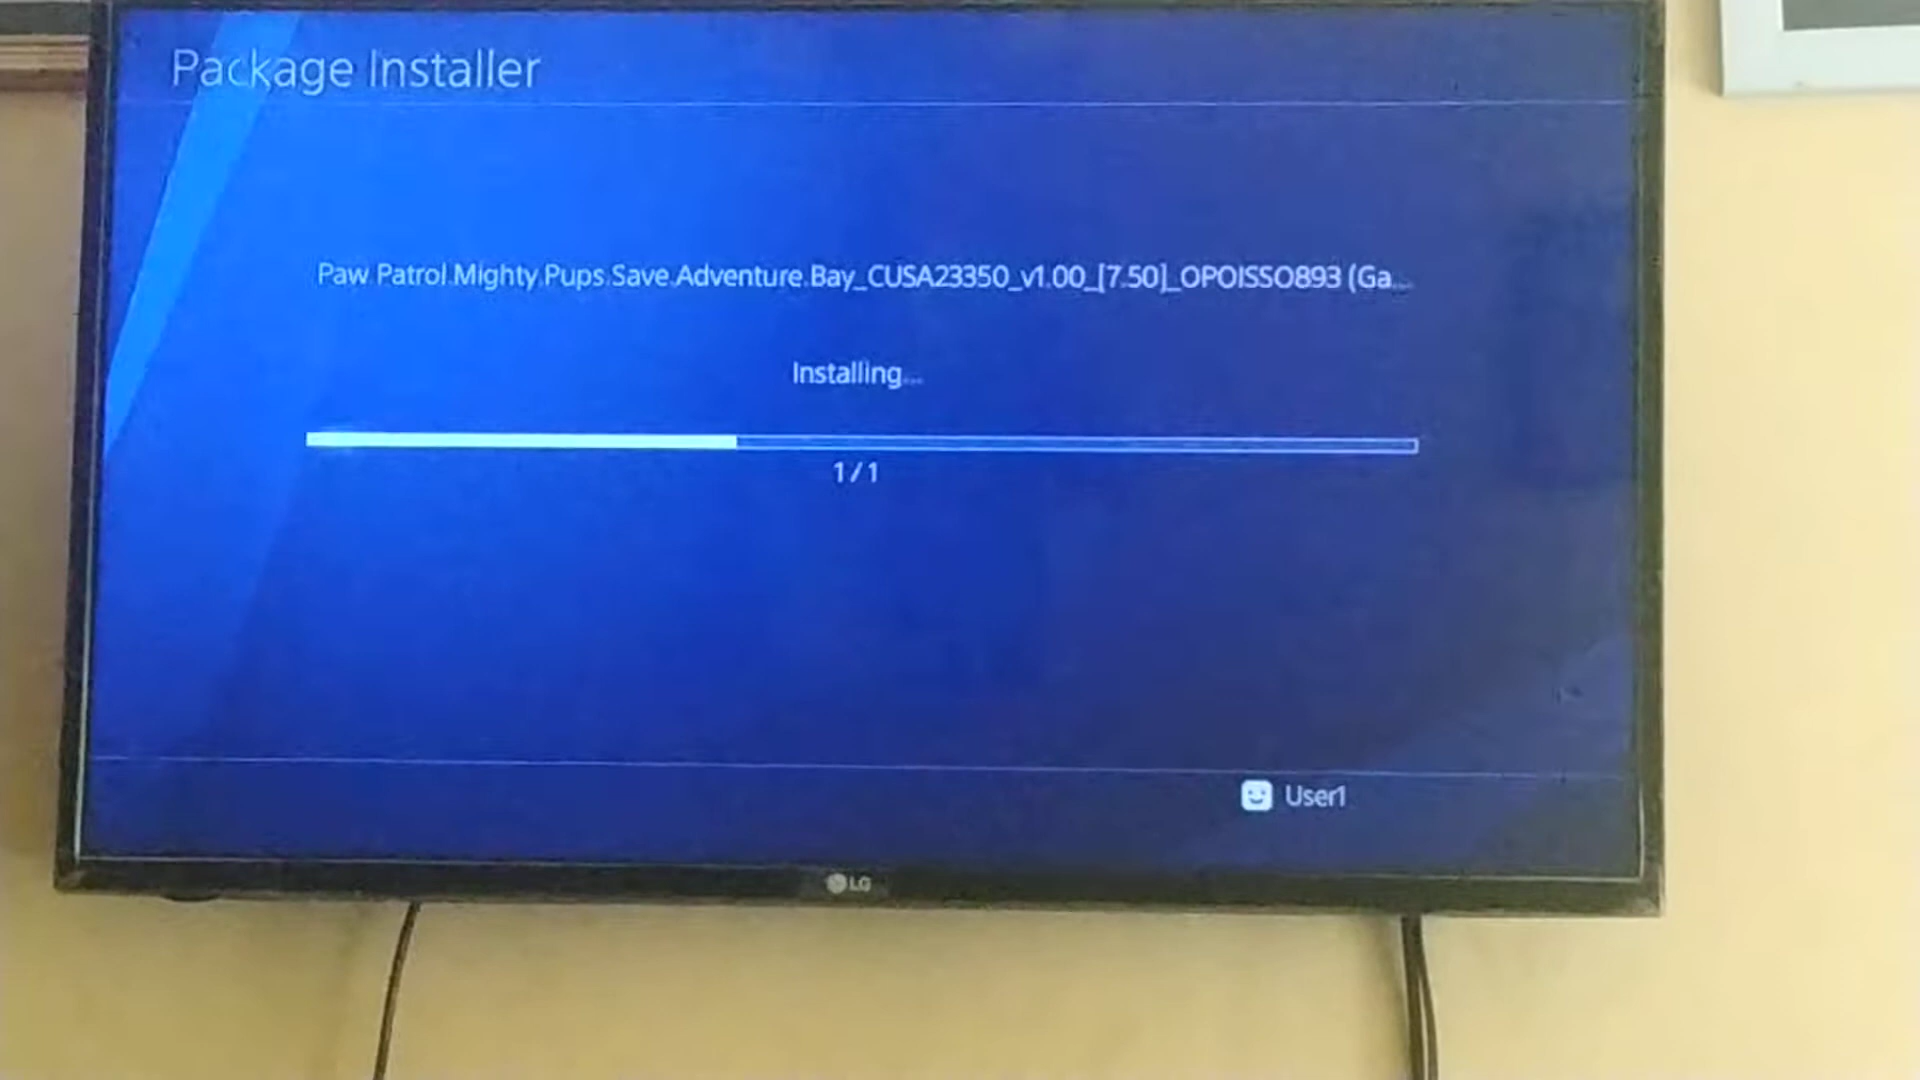 Package Installer
Paw.Patrol.Mighty.Pups.Save.Adventure.Bay_CUSA23350_v1.00_[7.50]_OPOISSO893 (Ga...
Installing...
1/1
User1
LG